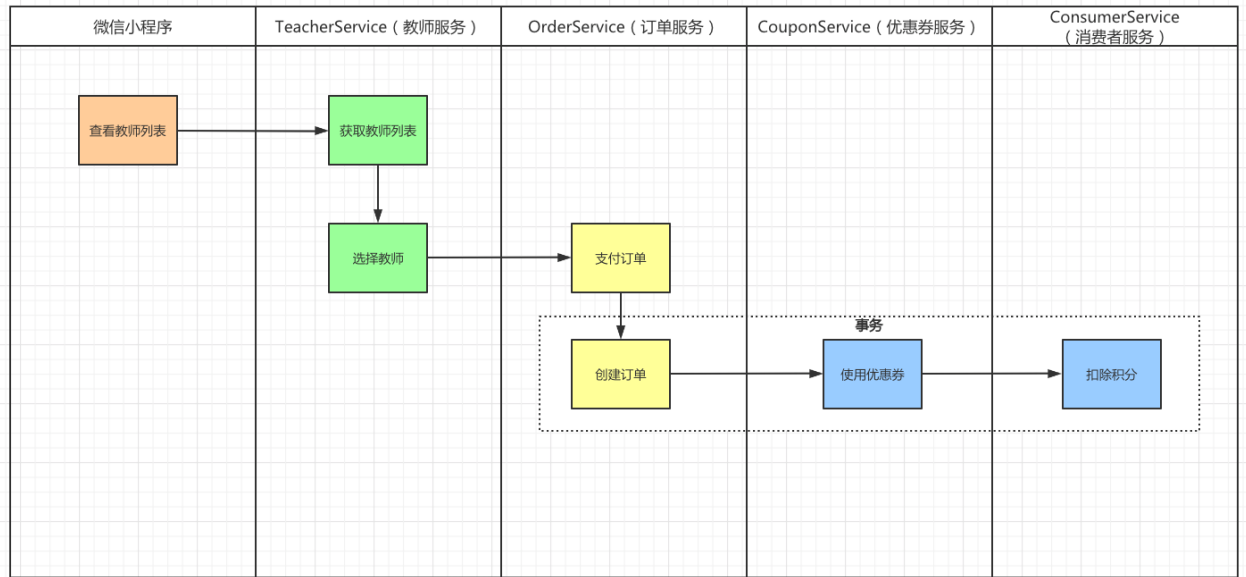 微信小程序
TeacherService（教师服务）
OrderService（订单服务）
CouponService（优惠券服务）
ConsumerService
（消费者服务）
查看教师列表
获取教师列表
选择教师
支付订单
事务
创建订单
使用优惠券
扣除积分